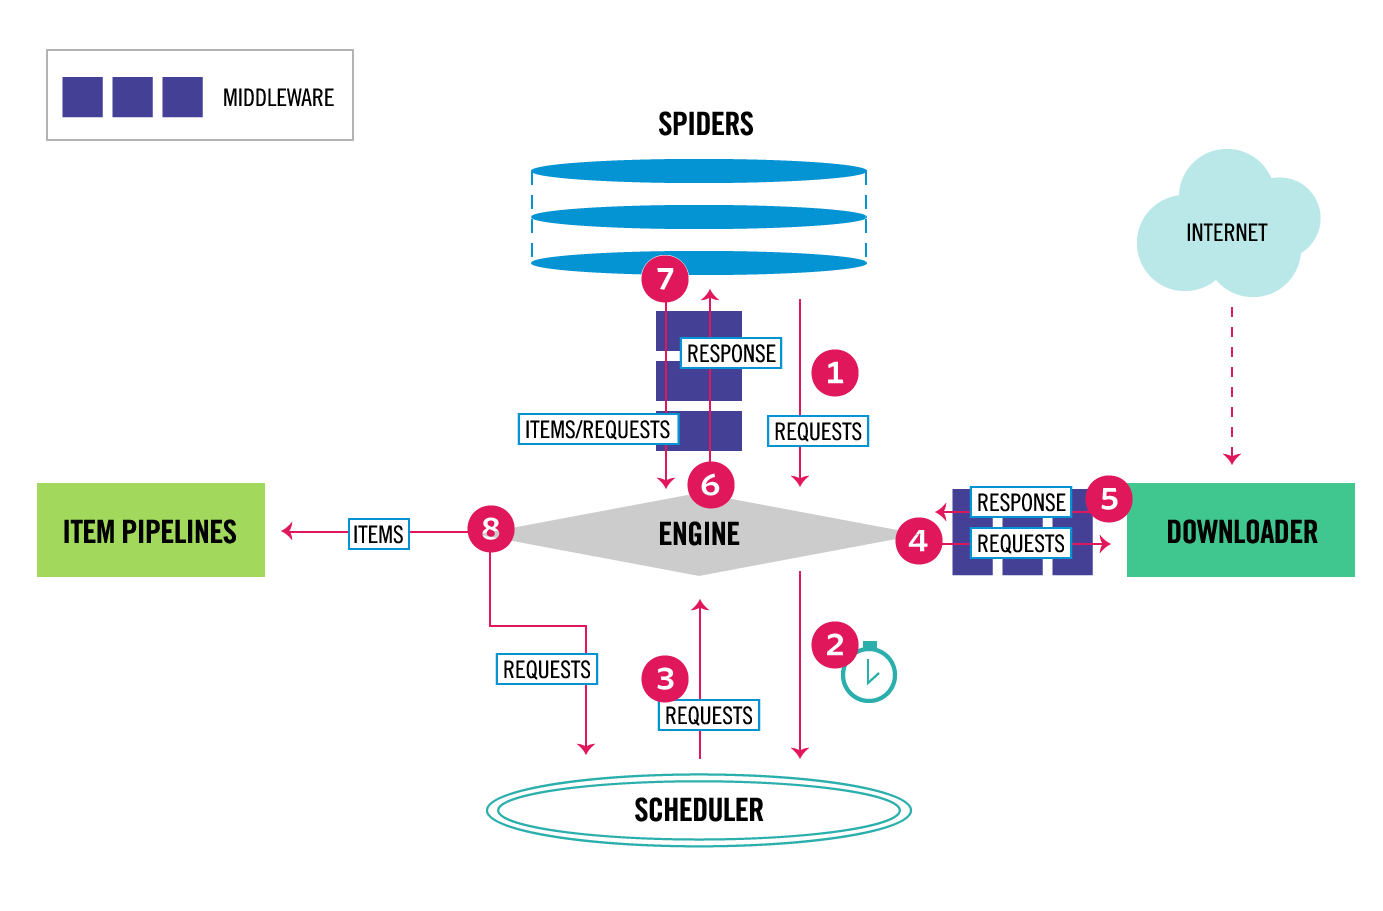 MIDDLEWARE
SPIDERS
INTERNET
7
RESPONSE
1
ITEMS/REQUESTS
REQUESTS
6
RESPONSE
5
ITEM PIPELINES
ITEMS
8
ENGINE
4
REQUESTS
DOWNLOADER
REQUESTS
3
REQUESTS
2
SCHEDULER